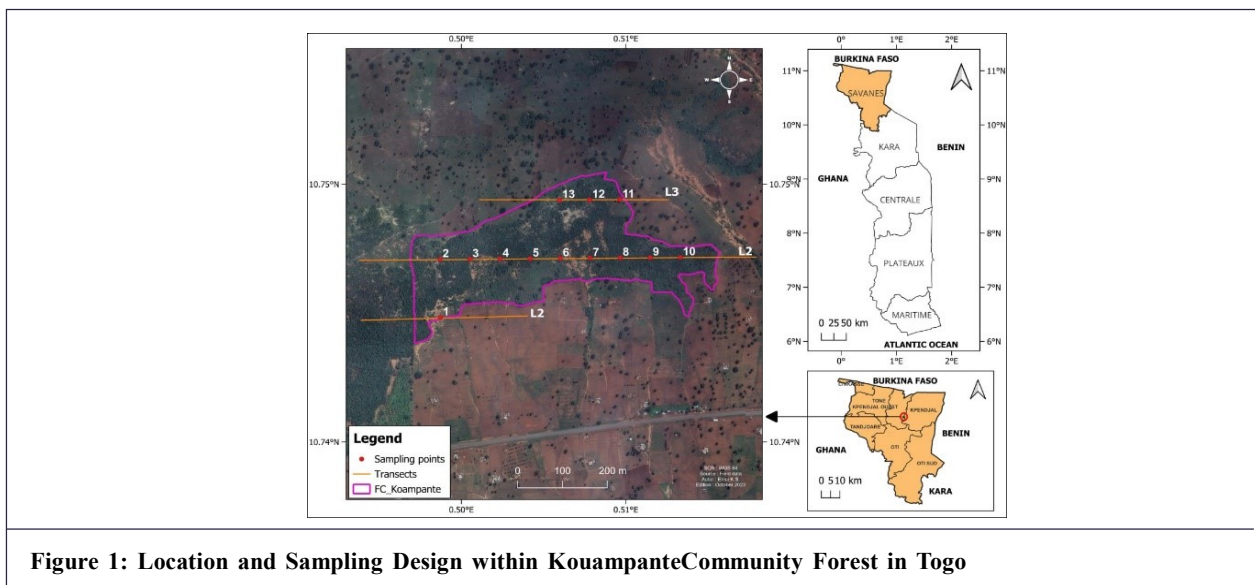 0.50°E
0.51°E
N
W
E
S
10.75°N
10.75°N
13
12
11
L3
2
3
4
5
6
7
8
9
10
L2
1
L2
10.74°N
10.74°N
Legend
Sampling points
Transects
FC_Koampante
0 100 200 m
Source : Field data
0.50°E
0.51°E
0°
1°E
2°E
BURKINA FASO
11°N
11°N
SAVANES
10°N
10°N
KARA
BENIN
GHANA
9°N
9°N
CENTRALE
8°N
8°N
PLATEAUX
7°N
7°N
MARITIME
0 25 50 km
6°N
ATLANTIC OCEAN
6°N
0°
1°E
2°E
BURKINA FASO
TONE
KPENDJAL OUEST
KPENDJAL
TANDJOARE
BENIN
GHANA
OTI
OTI SUD
0 5 10 km
KARA
Figure 1: Location and Sampling Design within KouampanteCommunity Forest in Togo